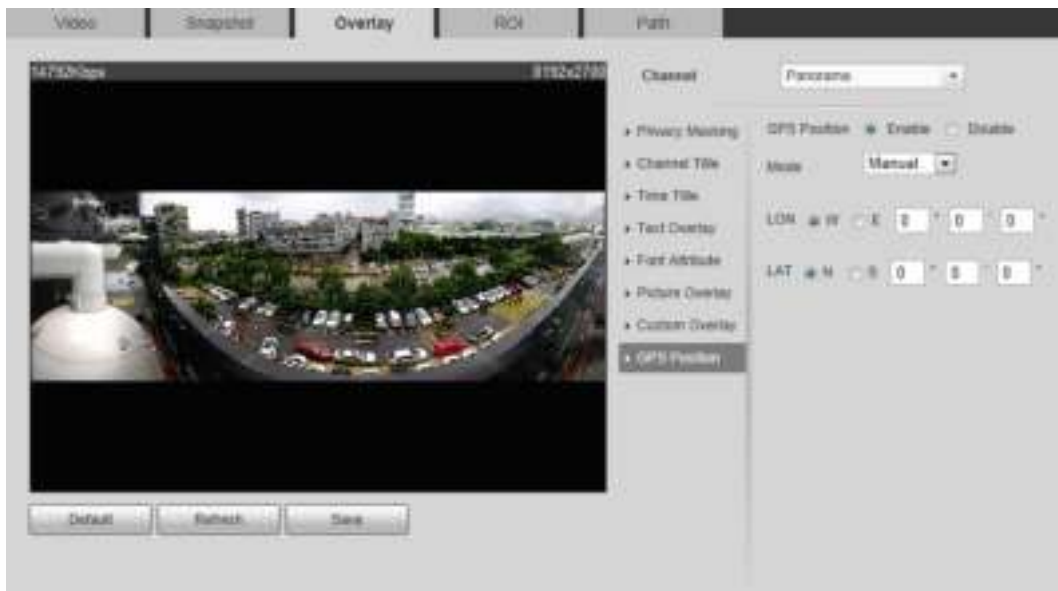 Video Snapshot Overlay ROI Path
14752Kbps 8192x2700
Channel Panorama
Privacy Masking
Channel Title
Time Title
Text Overlay
Font Attribute
Picture Overlay
Custom Overlay
GPS Position
GPS Position Enable Disable
Mode Manual
LON W E 0 ° 0 ' 0 "
LAT N S 0 ° 0 ' 0 "
Default Refresh Save